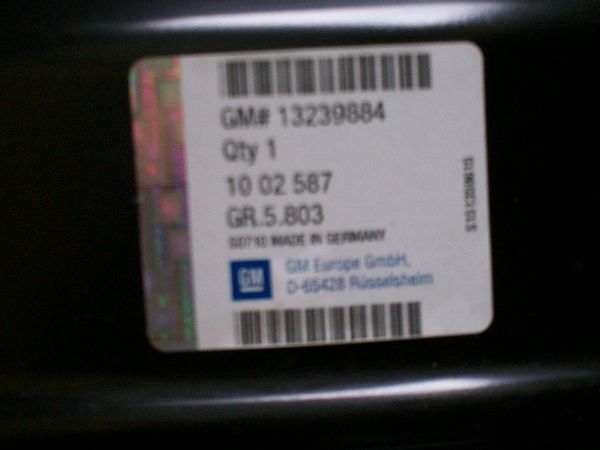 GM# 13239884
Qty 1
10 02 587
GR.5.803
MADE IN GERMANY
GM
GM Europe GmbH,
D-65428 Rüsselsheim